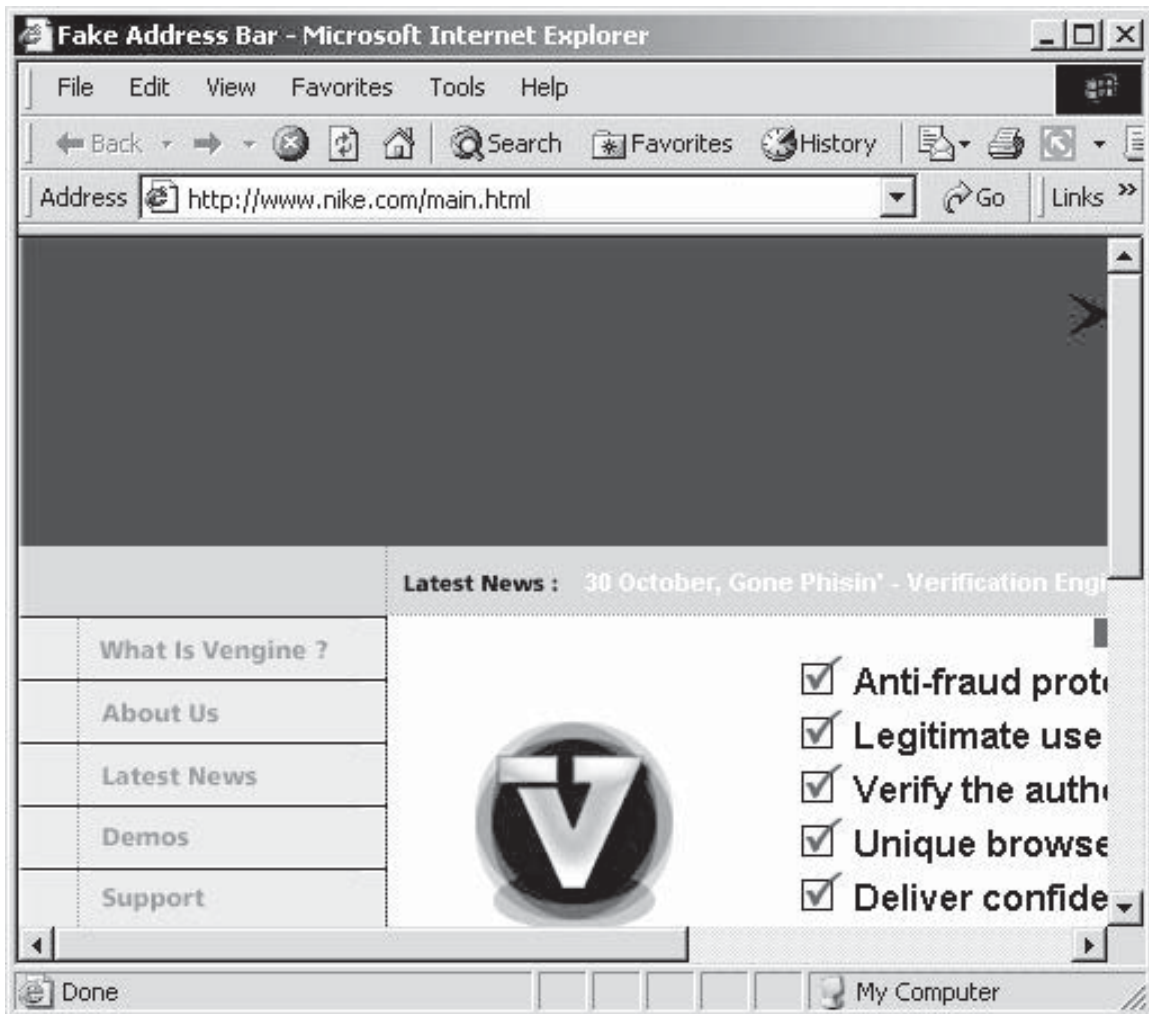 Fake Address Bar - Microsoft Internet Explorer
File Edit View Favorites Tools Help
Back Search Favorites History
Address http://www.nike.com/main.html Go Links »
Latest News : 30 October, Gone Phisin' - Verification Engi
What Is Vengine ?
About Us
Latest News
Demos
Support
V
Anti-fraud prote
Legitimate use
Verify the authe
Unique browse
Deliver confide
Done My Computer